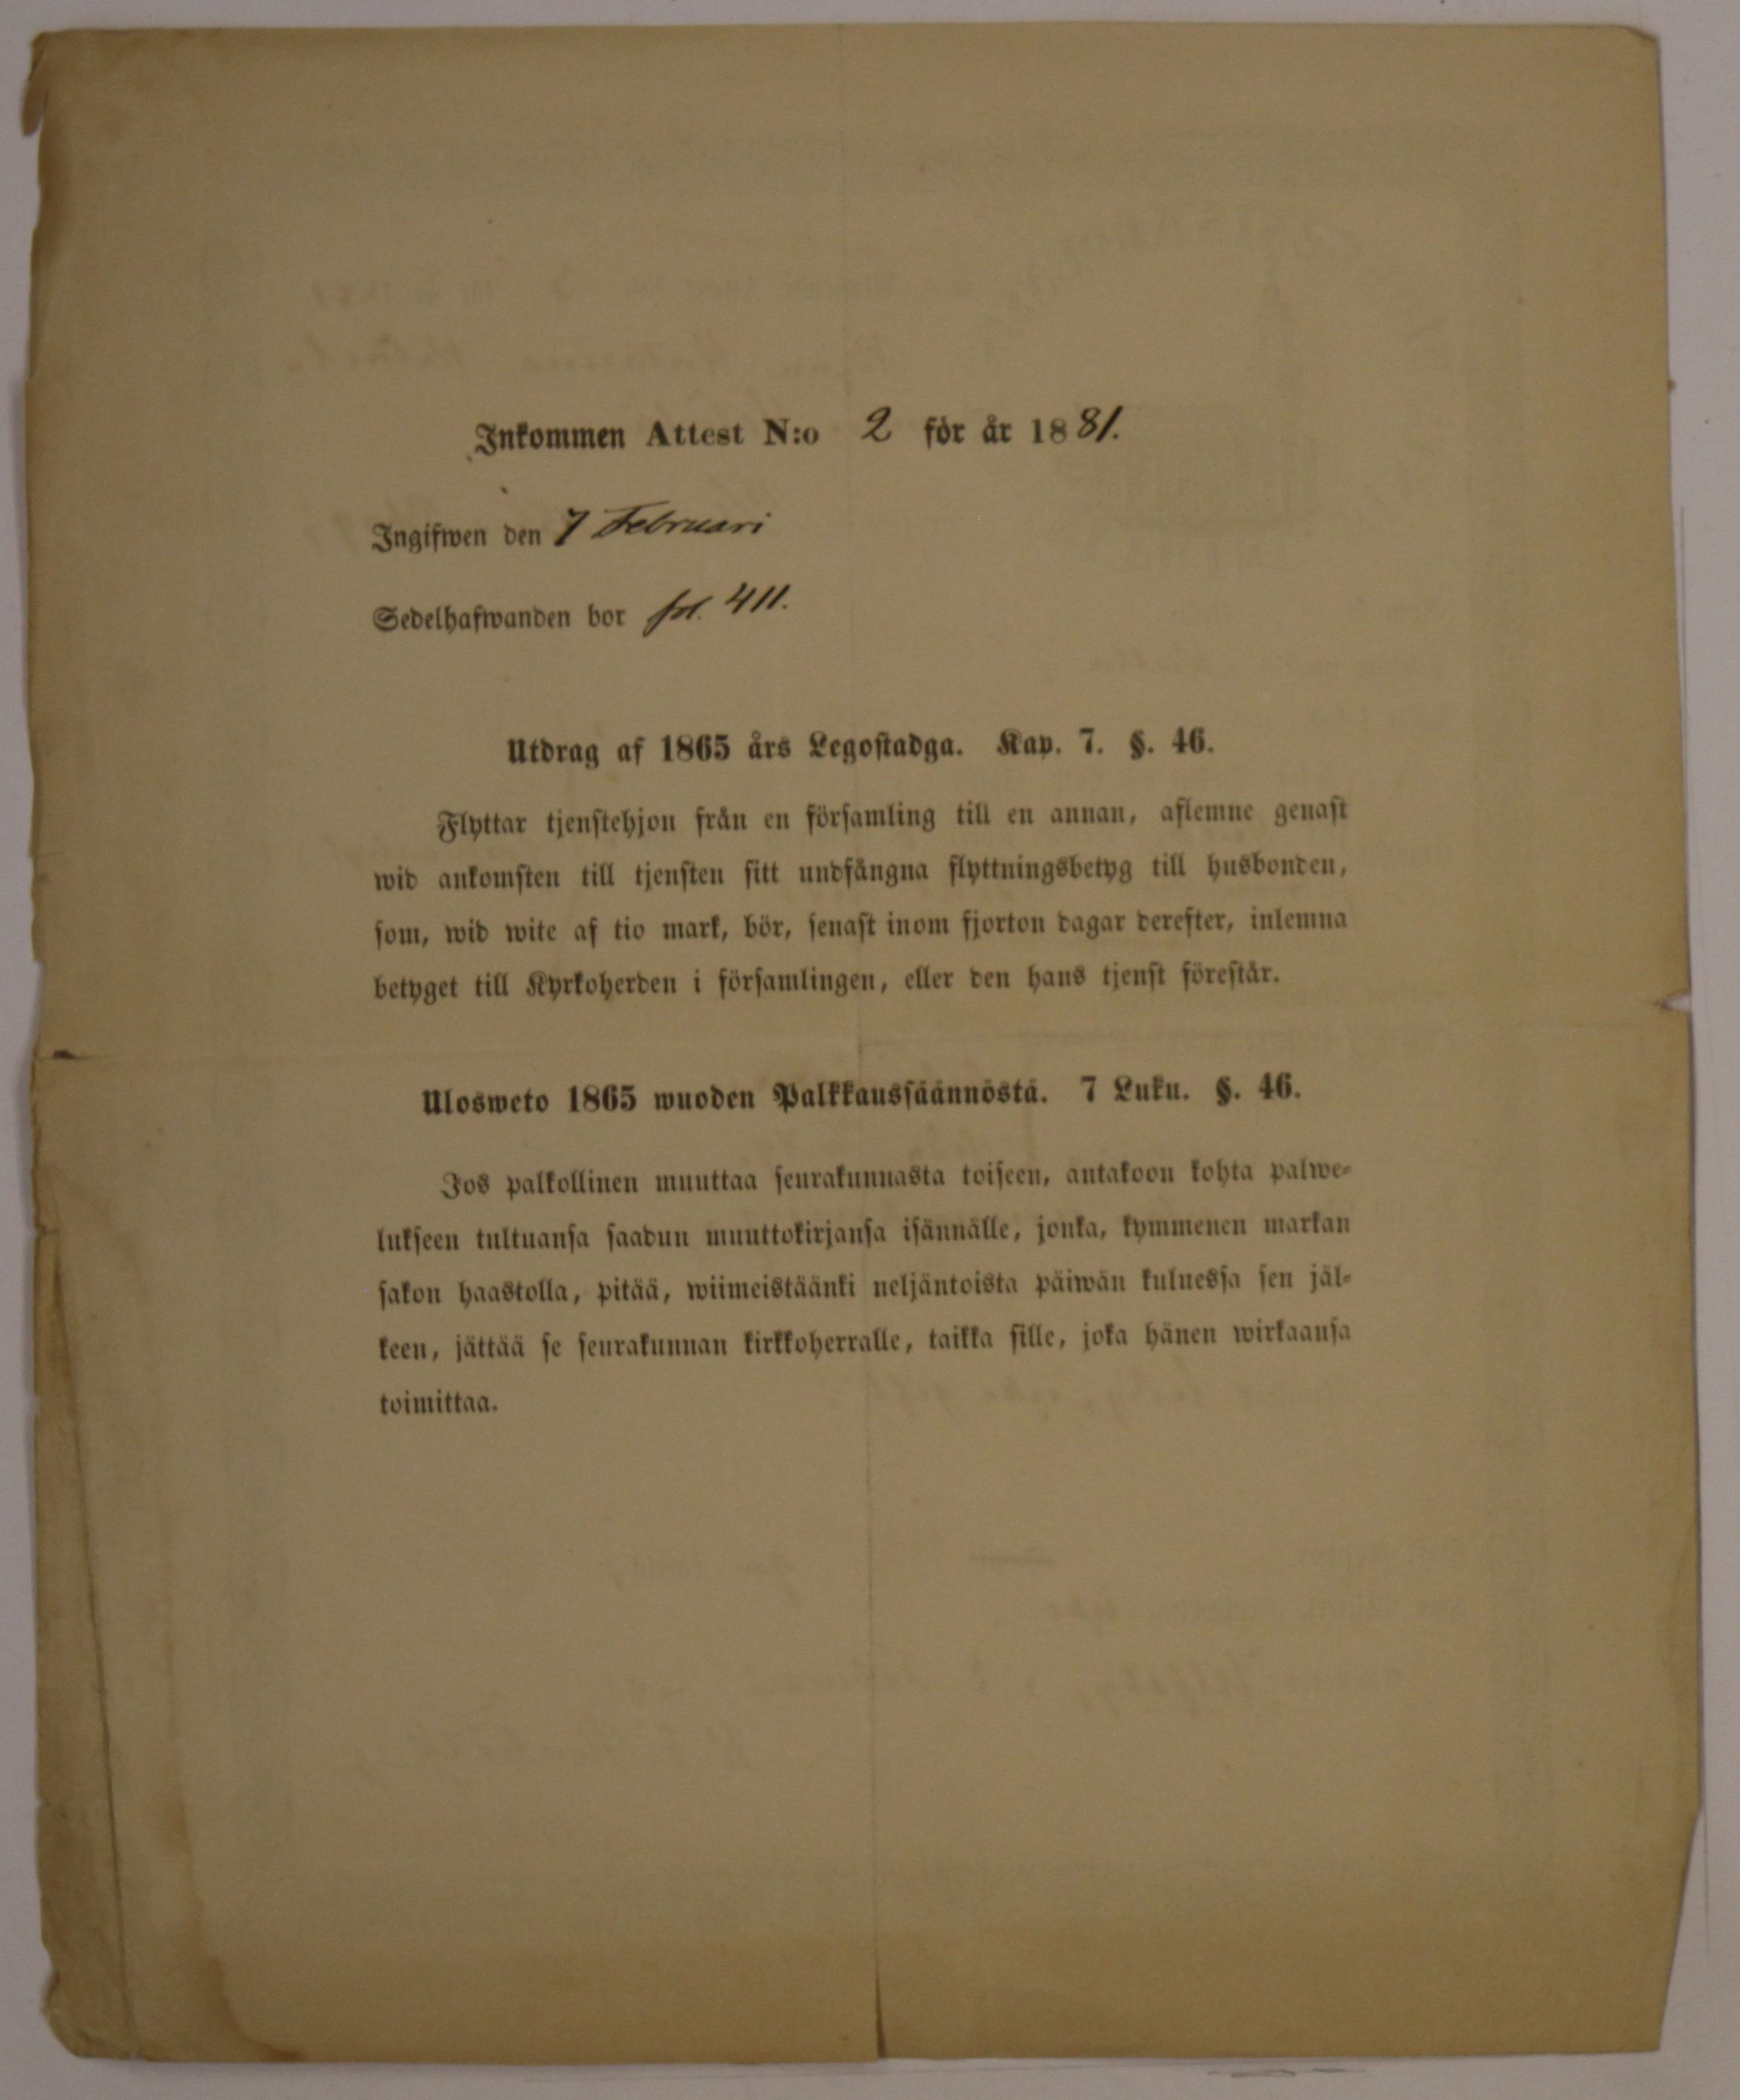 Inkommen Attest N:o 2 för år 1881.
Ingifwen den 7 Februari
Sedelhafwanden bor fol. 411.
Utdrag af 1865 års Legostadga. Kap. 7. §. 46.
Flyttar tjenstehjon från en församling till en annan, aflemne genast
wid ankomsten till tjensten sitt undfångna flyttningsbetyg till husbonden,
som, wid wite af tio mark, bör, senast inom fjorton dagar derefter, inlemna
betyget till Kyrkoherden i församlingen, eller den hans tjenst förestår.
Ulosweto 1865 wuoden Palkkaussäännöstä. 7 Luku. §. 46.
Jos palkollinen muuttaa seurakunnasta toiseen, antakoon kohta palwe-
lukseen tultuansa saadun muuttokirjansa isännälle, jonka, kymmenen markan
sakon haastolla, pitää, wiimeistäänki neljäntoista päiwän kuluessa sen jäl-
keen, jättää se seurakunnan kirkkoherralle, taikka sille, joka hänen wirkaansa
toimittaa.